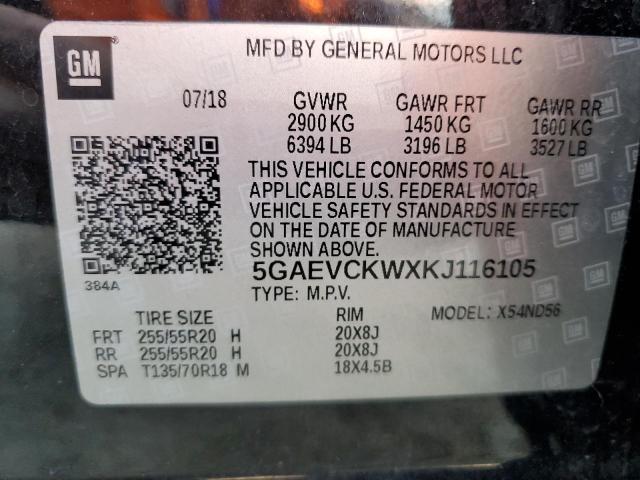 GM
MFD BY GENERAL MOTORS LLC
07/18 GVWR GAWR FRT GAWR RR
2900 KG 1450 KG 1600 KG
6394 LB 3196 LB 3527 LB
THIS VEHICLE CONFORMS TO ALL
APPLICABLE U.S. FEDERAL MOTOR
VEHICLE SAFETY STANDARDS IN EFFECT
ON THE DATE OF MANUFACTURE
SHOWN ABOVE.
384A
5GAEVCKWXKJ116105
TYPE: M.P.V. MODEL: X54ND56
TIRE SIZE RIM
FRT 255/55R20 H 20X8J
RR 255/55R20 H 20X8J
SPA T135/70R18 M 18X4.5B